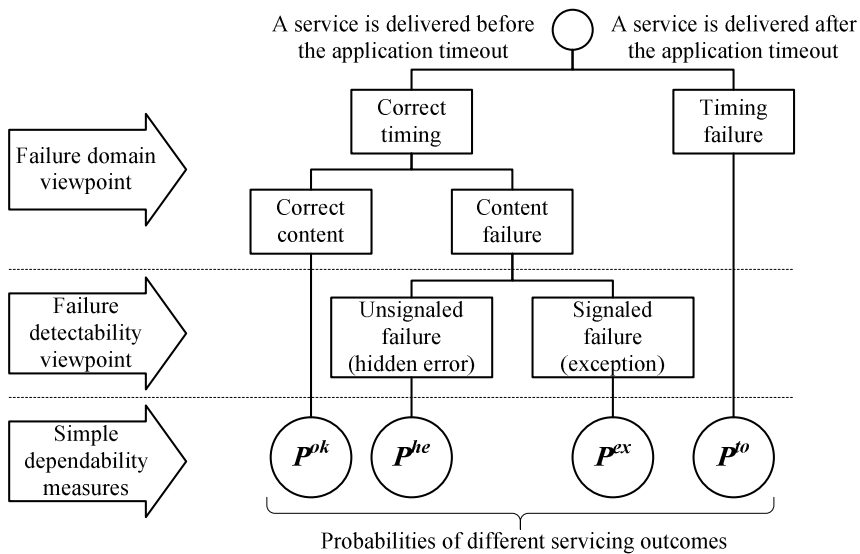 A service is delivered before
the application timeout
A service is delivered after
the application timeout
Correct
timing
Timing
failure
Failure domain
viewpoint
Correct
content
Content
failure
Failure
detectability
viewpoint
Unsignaled
failure
(hidden error)
Signaled
failure
(exception)
Simple
dependability
measures
P^ok
P^he
P^ex
P^to
Probabilities of different servicing outcomes